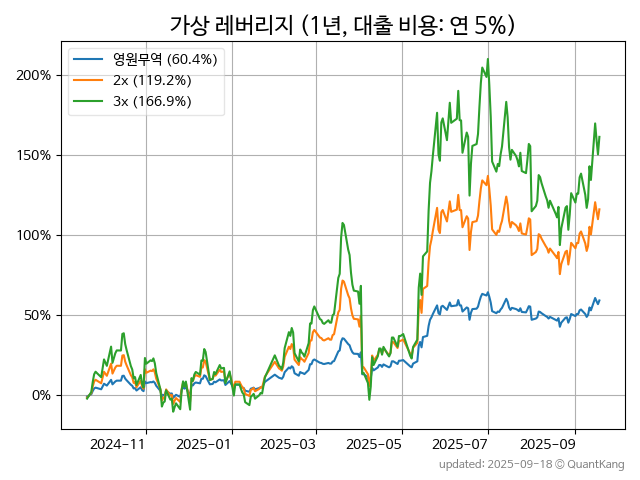 가상 레버리지 (1년, 대출 비용: 연 5%)
영원무역 (60.4%)
2x (119.2%)
3x (166.9%)
200%
150%
100%
50%
0%
2024-11 2025-01 2025-03 2025-05 2025-07 2025-09
updated: 2025-09-18 © QuantKang